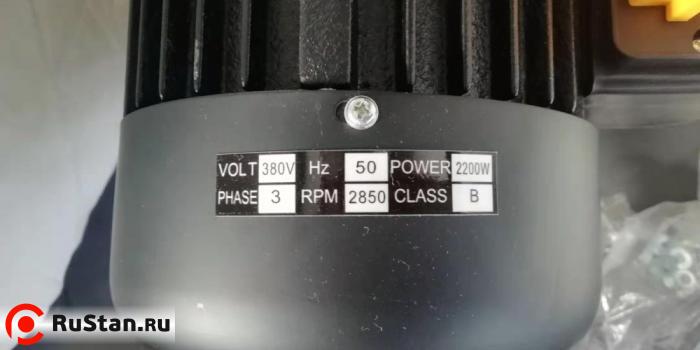 VOLT 380V Hz 50 POWER 2200W
PHASE 3 RPM 2850 CLASS B
RuStan.ru